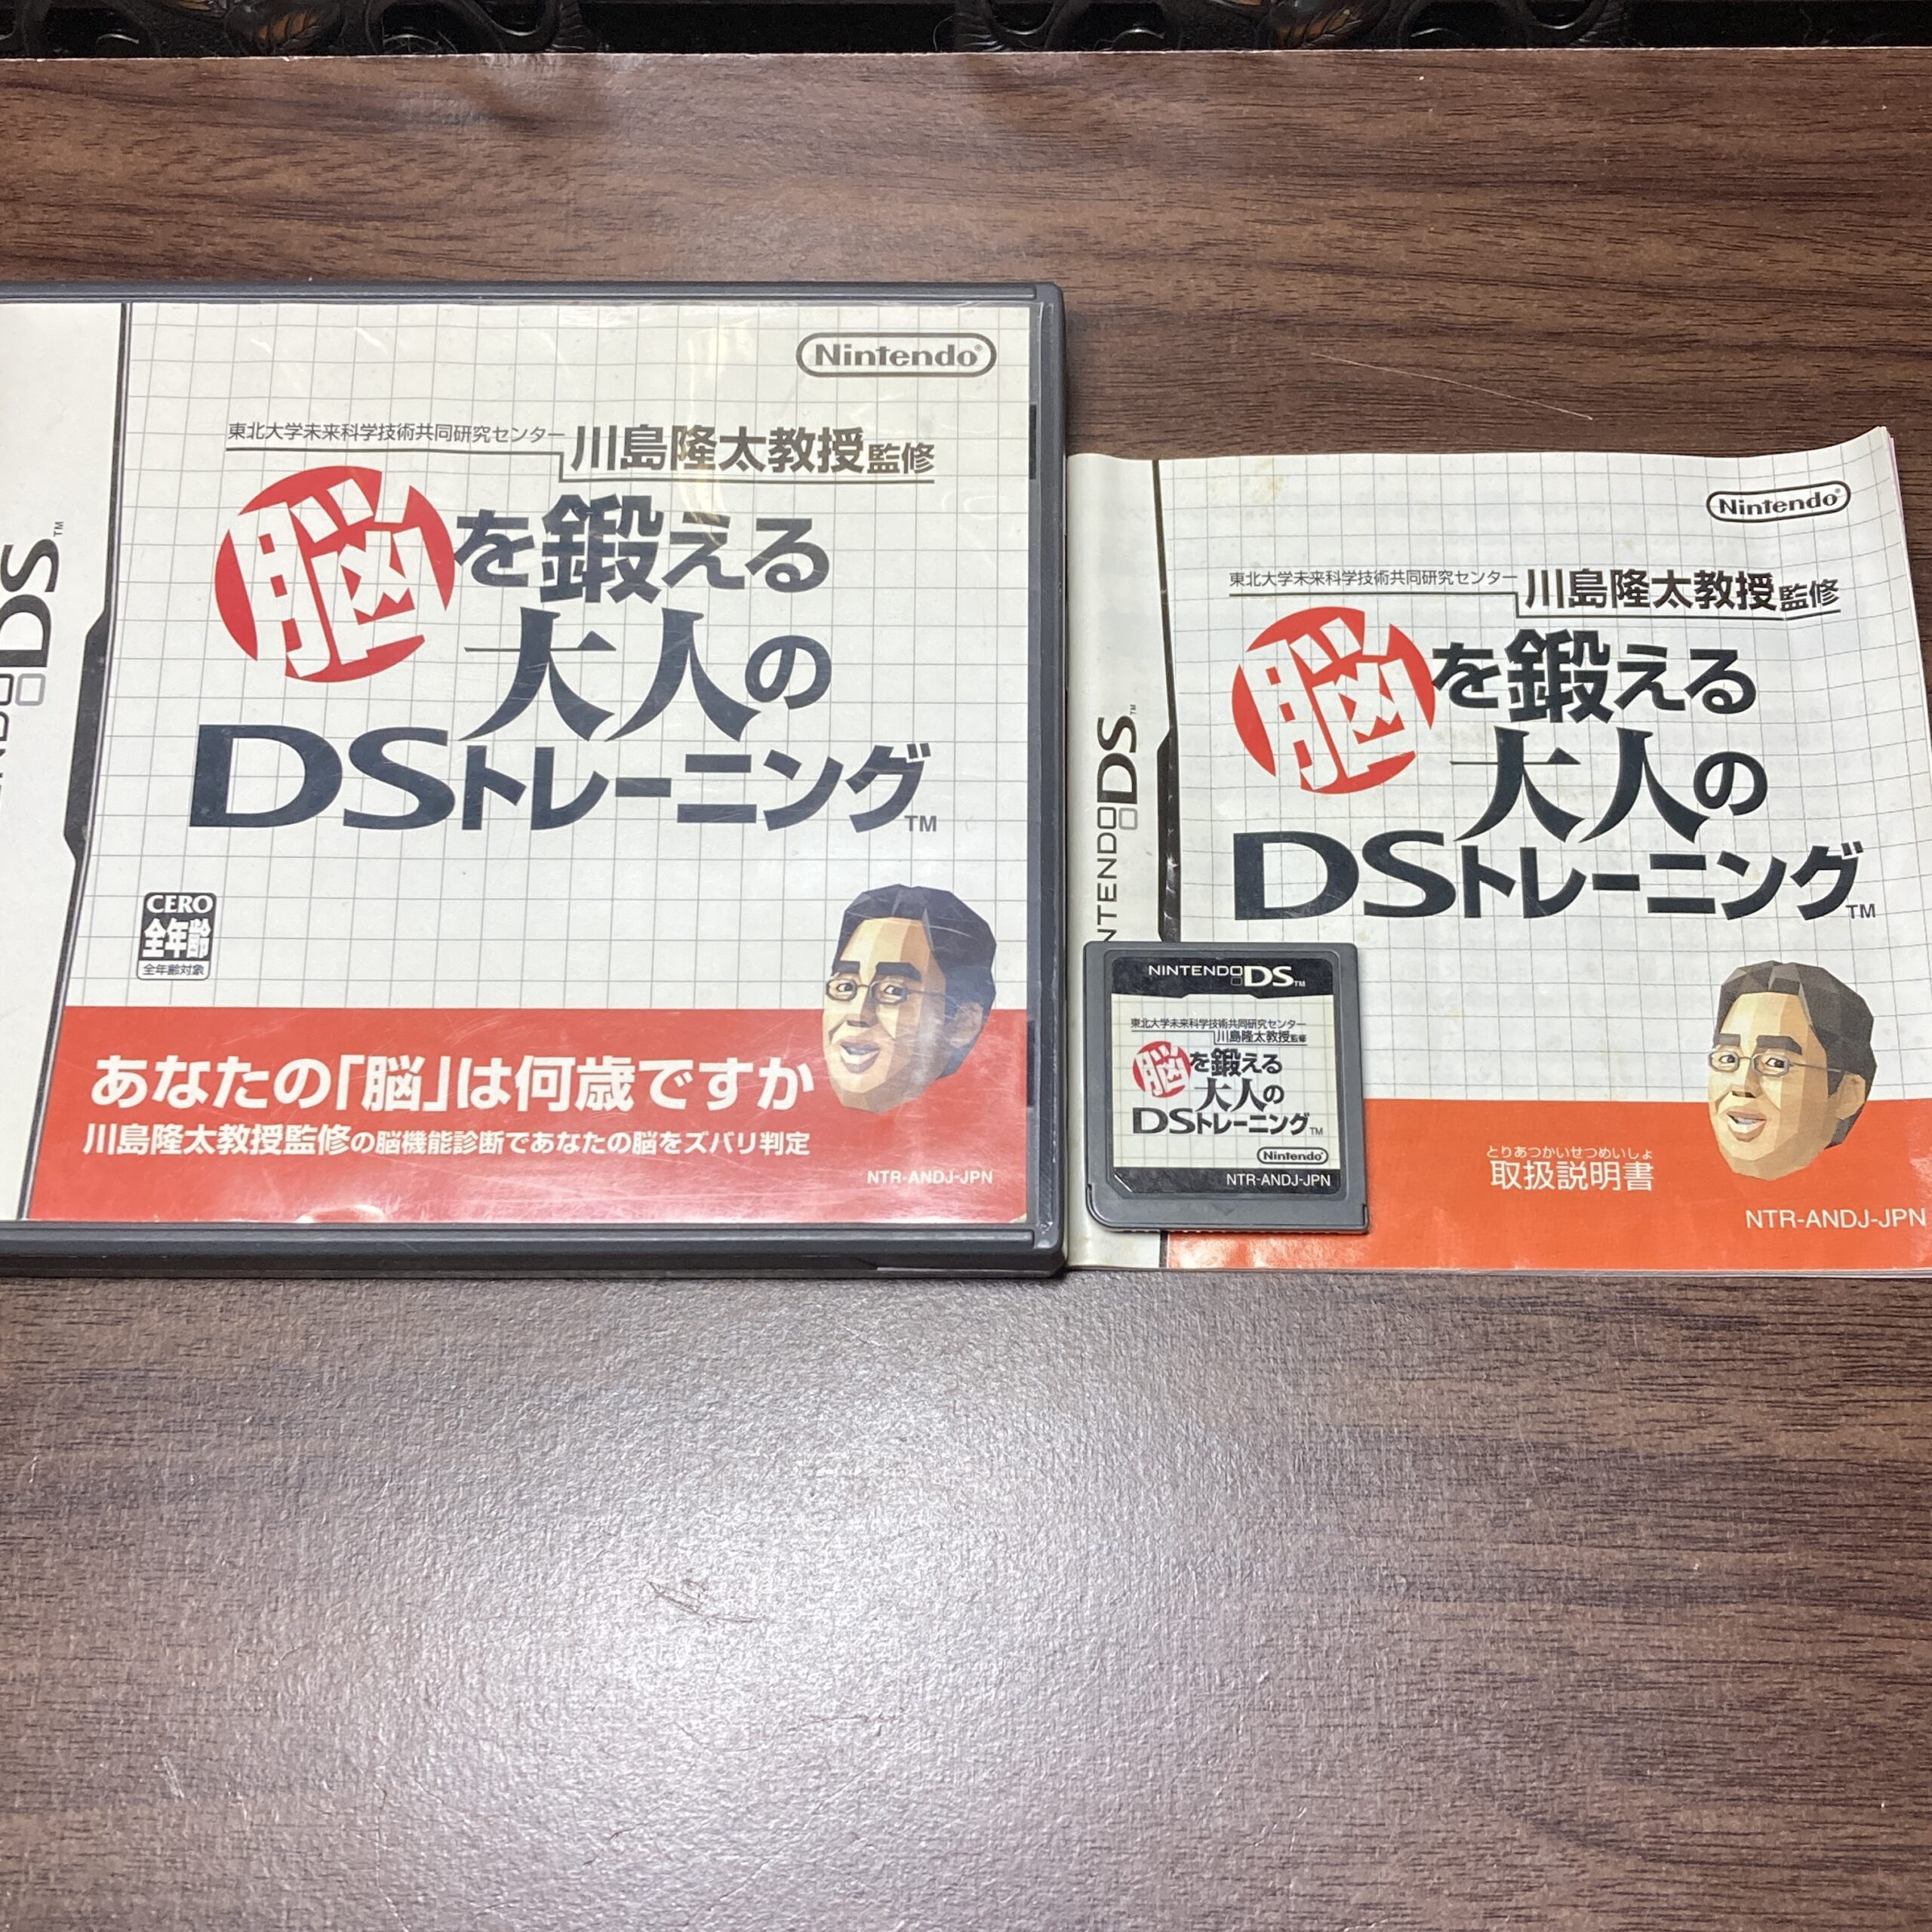 Nintendo®
東北大学未来科学技術共同研究センター
川島隆太教授監修
脳を鍛える
大人の
DSトレーニング™
CERO
全年齢
全年齢対象
あなたの「脳」は何歳ですか
川島隆太教授監修の脳機能診断であなたの脳をズバリ判定
NTR-ANDJ-JPN
DS™
Nintendo®
東北大学未来科学技術共同研究センター
川島隆太教授監修
脳を鍛える
大人の
DSトレーニング™
とりあつかいせつめいしょ
取扱説明書
NTR-ANDJ-JPN
NINTENDO DS™
NINTENDO DS™
東北大学未来科学技術共同研究センター
川島隆太教授監修
脳を鍛える
大人の
DSトレーニング™
Nintendo®
NTR-ANDJ-JPN